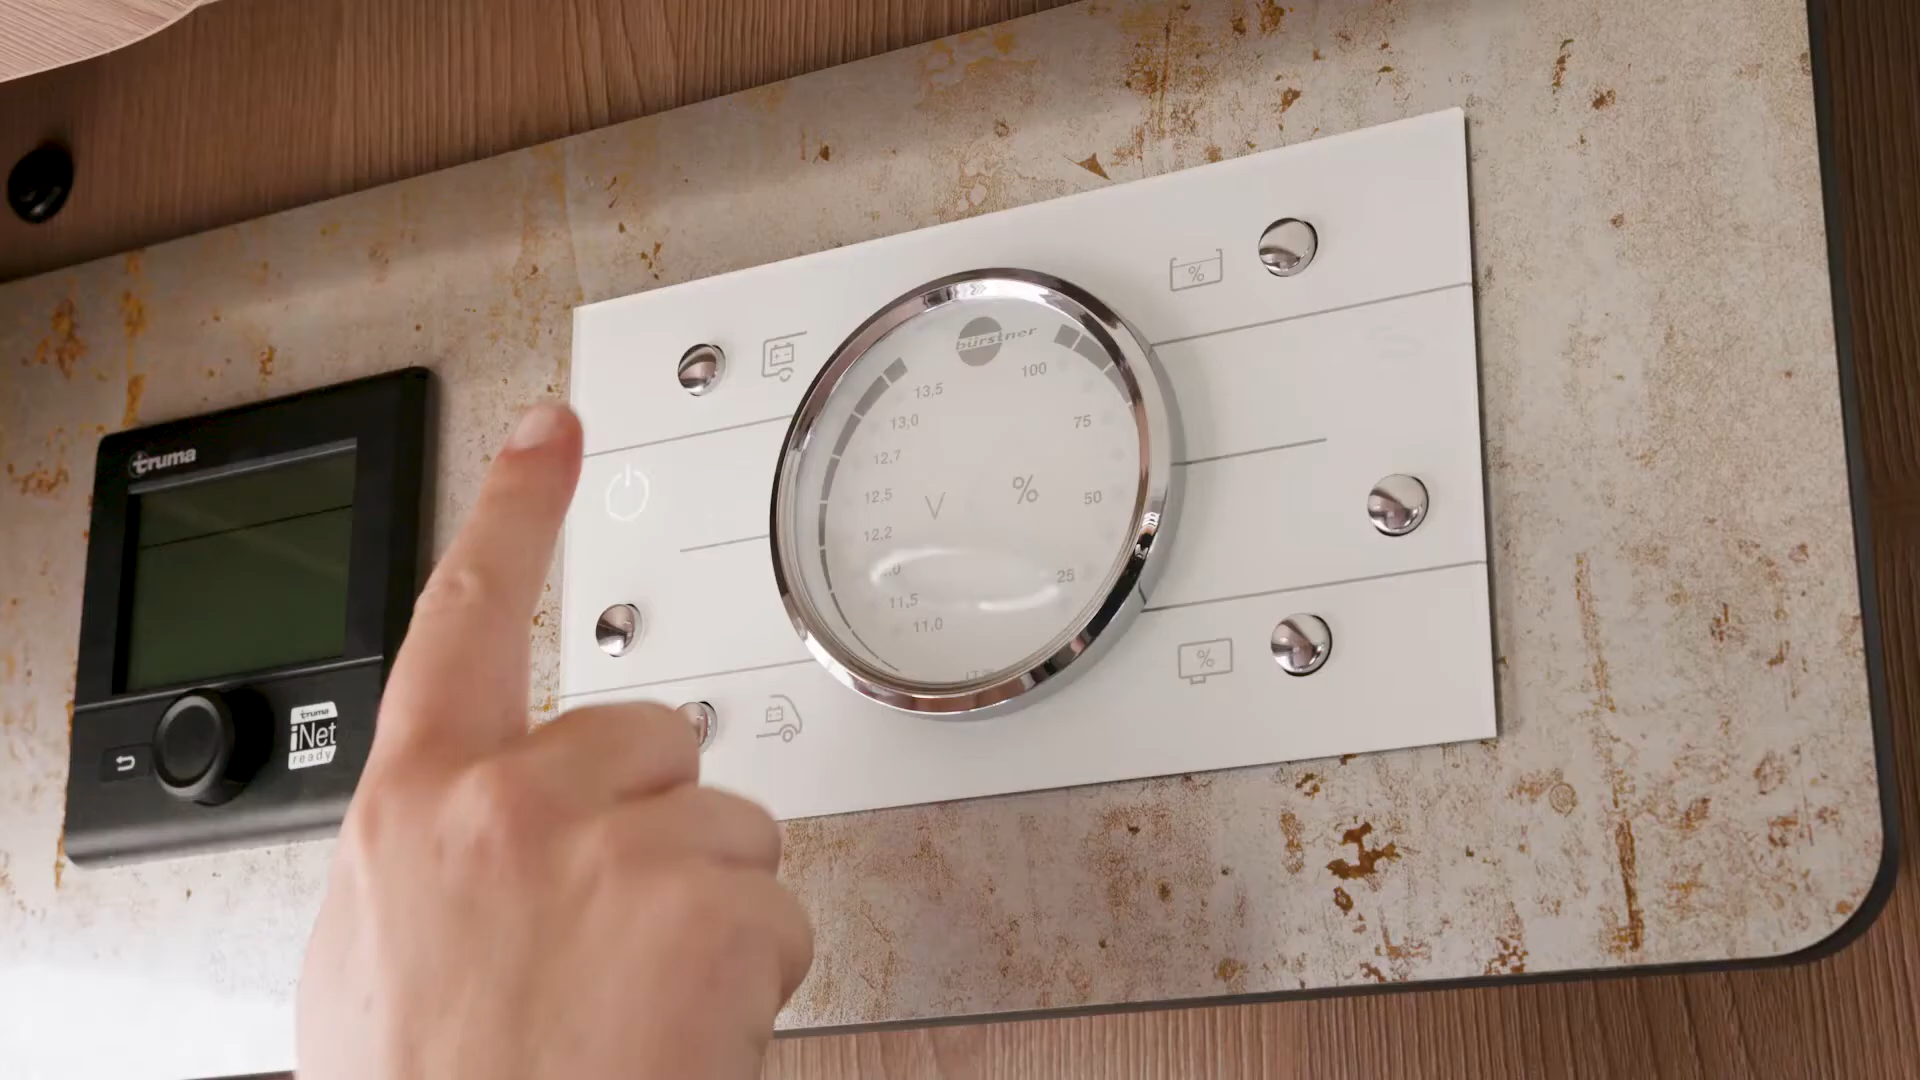 truma
truma
iNet
ready
bürstner
13,5
13,0
12,7
12,5
12,2
11,5
11,0
V
%
100
75
50
25
%
%